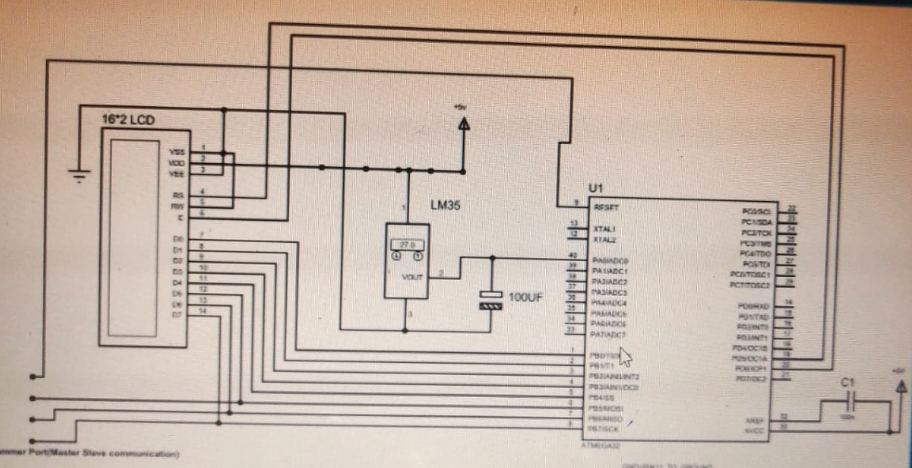 +5v
16*2 LCD
VSS 1
VDD 2
VEE 3
RS 4
RW 5
E 6
D0 7
D1 8
D2 9
D3 10
D4 11
D5 12
D6 13
D7 14
LM35
1
27.0
VOUT 2
3
100UF
U1
9 RESET
13 XTAL1
12 XTAL2
40 PA0/ADC0
39 PA1/ADC1
38 PA2/ADC2
37 PA3/ADC3
36 PA4/ADC4
35 PA5/ADC5
34 PA6/ADC6
33 PA7/ADC7
1
2 PB1/T1
3 PB2/AIN0/INT2
4 PB3/AIN1/OC0
5 PB4/SS
6 PB5/MOSI
7 PB6/MISO
8 PB7/SCK
PC0/SCL 22
PC1/SDA 23
PC2/TCK 24
PC3/TMS 25
PC4/TDO 26
PC5/TDI 27
PC6/TOSC1 28
PC7/TOSC2 29
PD0/RXD 14
PD1/TXD 15
PD2/INT0 16
PD3/INT1 17
PD4/OC1B 18
PD5/OC1A 19
PD6/ICP1 20
PD7/OC2 21
AREF 32
AVCC 30
ATMEGA32
C1
+5v
mmer Port(Master Slave communication)